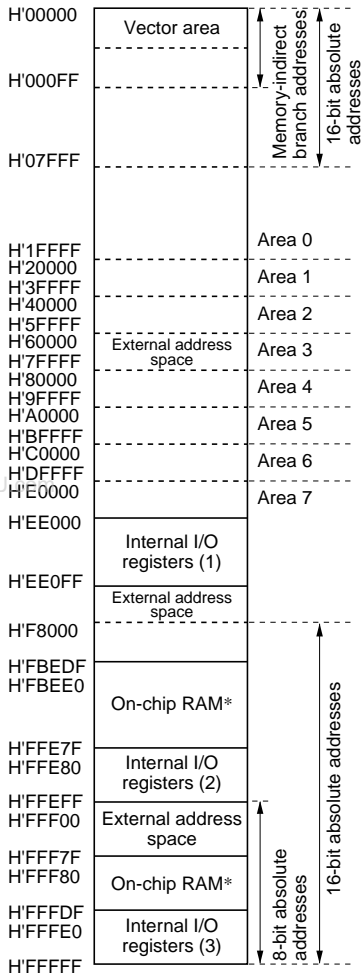 H'00000
Vector area
H'000FF
Memory-indirect
branch addresses
16-bit absolute
addresses
H'07FFF
Area 0
H'1FFFF
H'20000
Area 1
H'3FFFF
H'40000
Area 2
H'5FFFF
H'60000
External address
space
Area 3
H'7FFFF
H'80000
Area 4
H'9FFFF
H'A0000
Area 5
H'BFFFF
H'C0000
Area 6
H'DFFFF
H'E0000
Area 7
H'EE000
Internal I/O
registers (1)
H'EE0FF
External address
space
H'F8000
H'FBEDF
H'FBEE0
On-chip RAM*
H'FFE7F
H'FFE80
Internal I/O
registers (2)
H'FFEFF
H'FFF00
External address
space
H'FFF7F
H'FFF80
On-chip RAM*
H'FFFDF
H'FFFE0
Internal I/O
registers (3)
H'FFFFF
8-bit absolute
addresses
16-bit absolute addresses